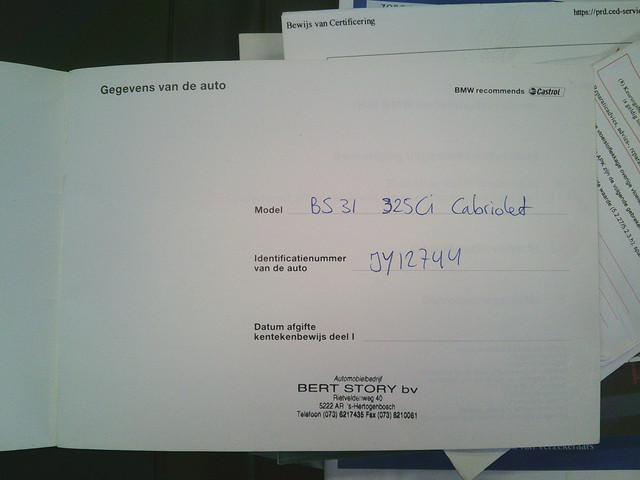 Bewijs van Certificering
https://prd.ced-servi
Gegevens van de auto
BMW recommends Castrol
Model BS31 325Ci Cabriolet
Identificatienummer
van de auto JY12744
Datum afgifte
kentekenbewijs deel I
Automobielbedrijf
BERT STORY bv
Rietveldenweg 40
5222 AR 's-Hertogenbosch
Telefoon (073) 6217435 Fax (073) 6210061